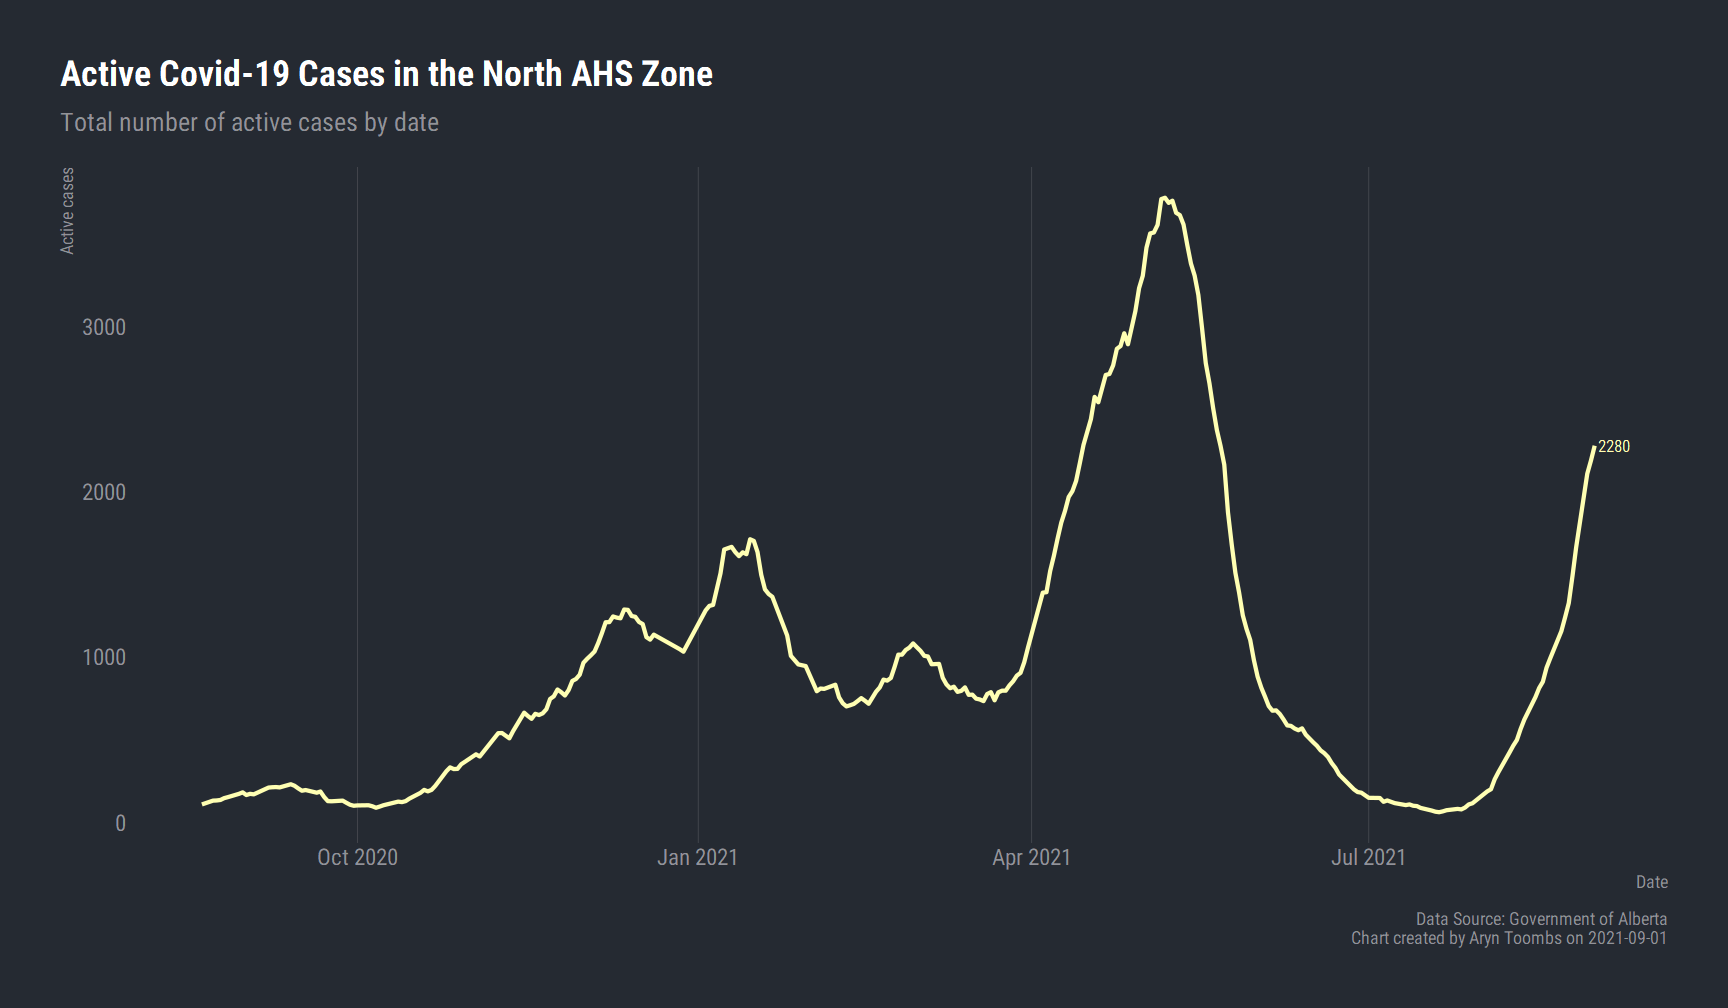 Active Covid-19 Cases in the North AHS Zone
Total number of active cases by date
Active cases
3000
2000
1000
0
2280
Oct 2020
Jan 2021
Apr 2021
Jul 2021
Date
Data Source: Government of Alberta
Chart created by Aryn Toombs on 2021-09-01